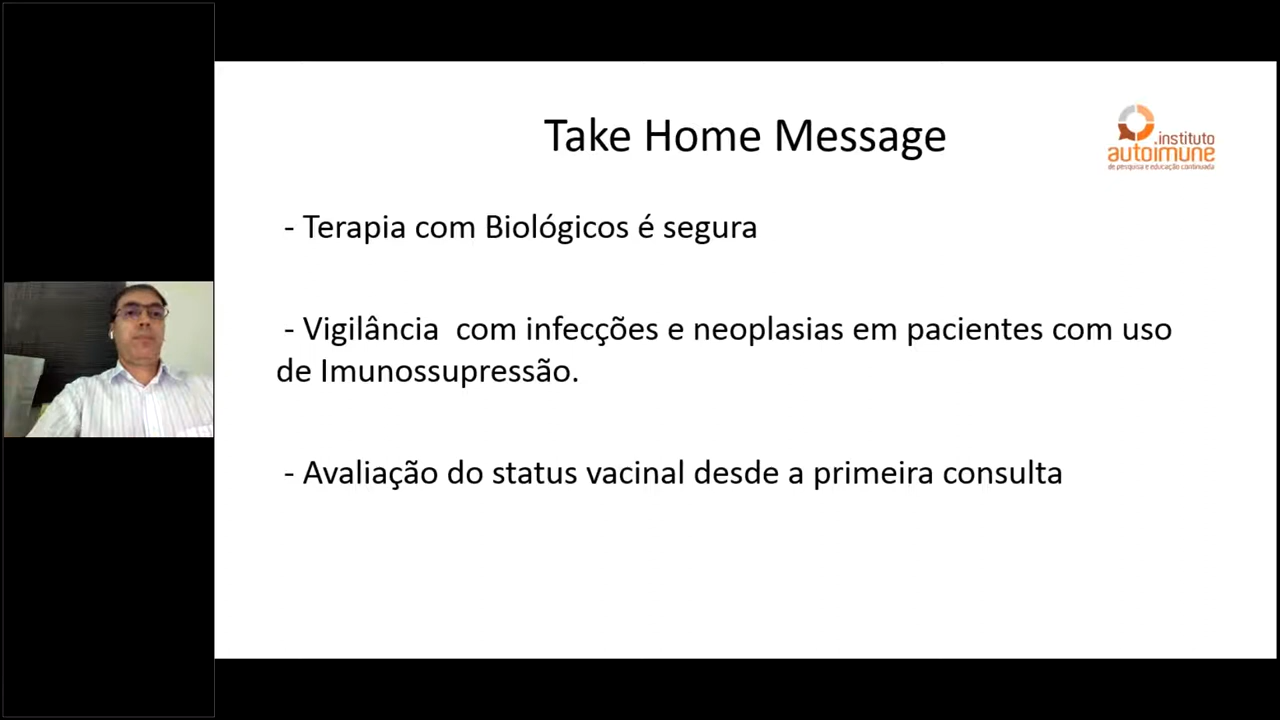 Take Home Message
.instituto
autoimune
de pesquisa e educação continuada
- Terapia com Biológicos é segura
- Vigilância  com infecções e neoplasias em pacientes com uso
de Imunossupressão.
- Avaliação do status vacinal desde a primeira consulta